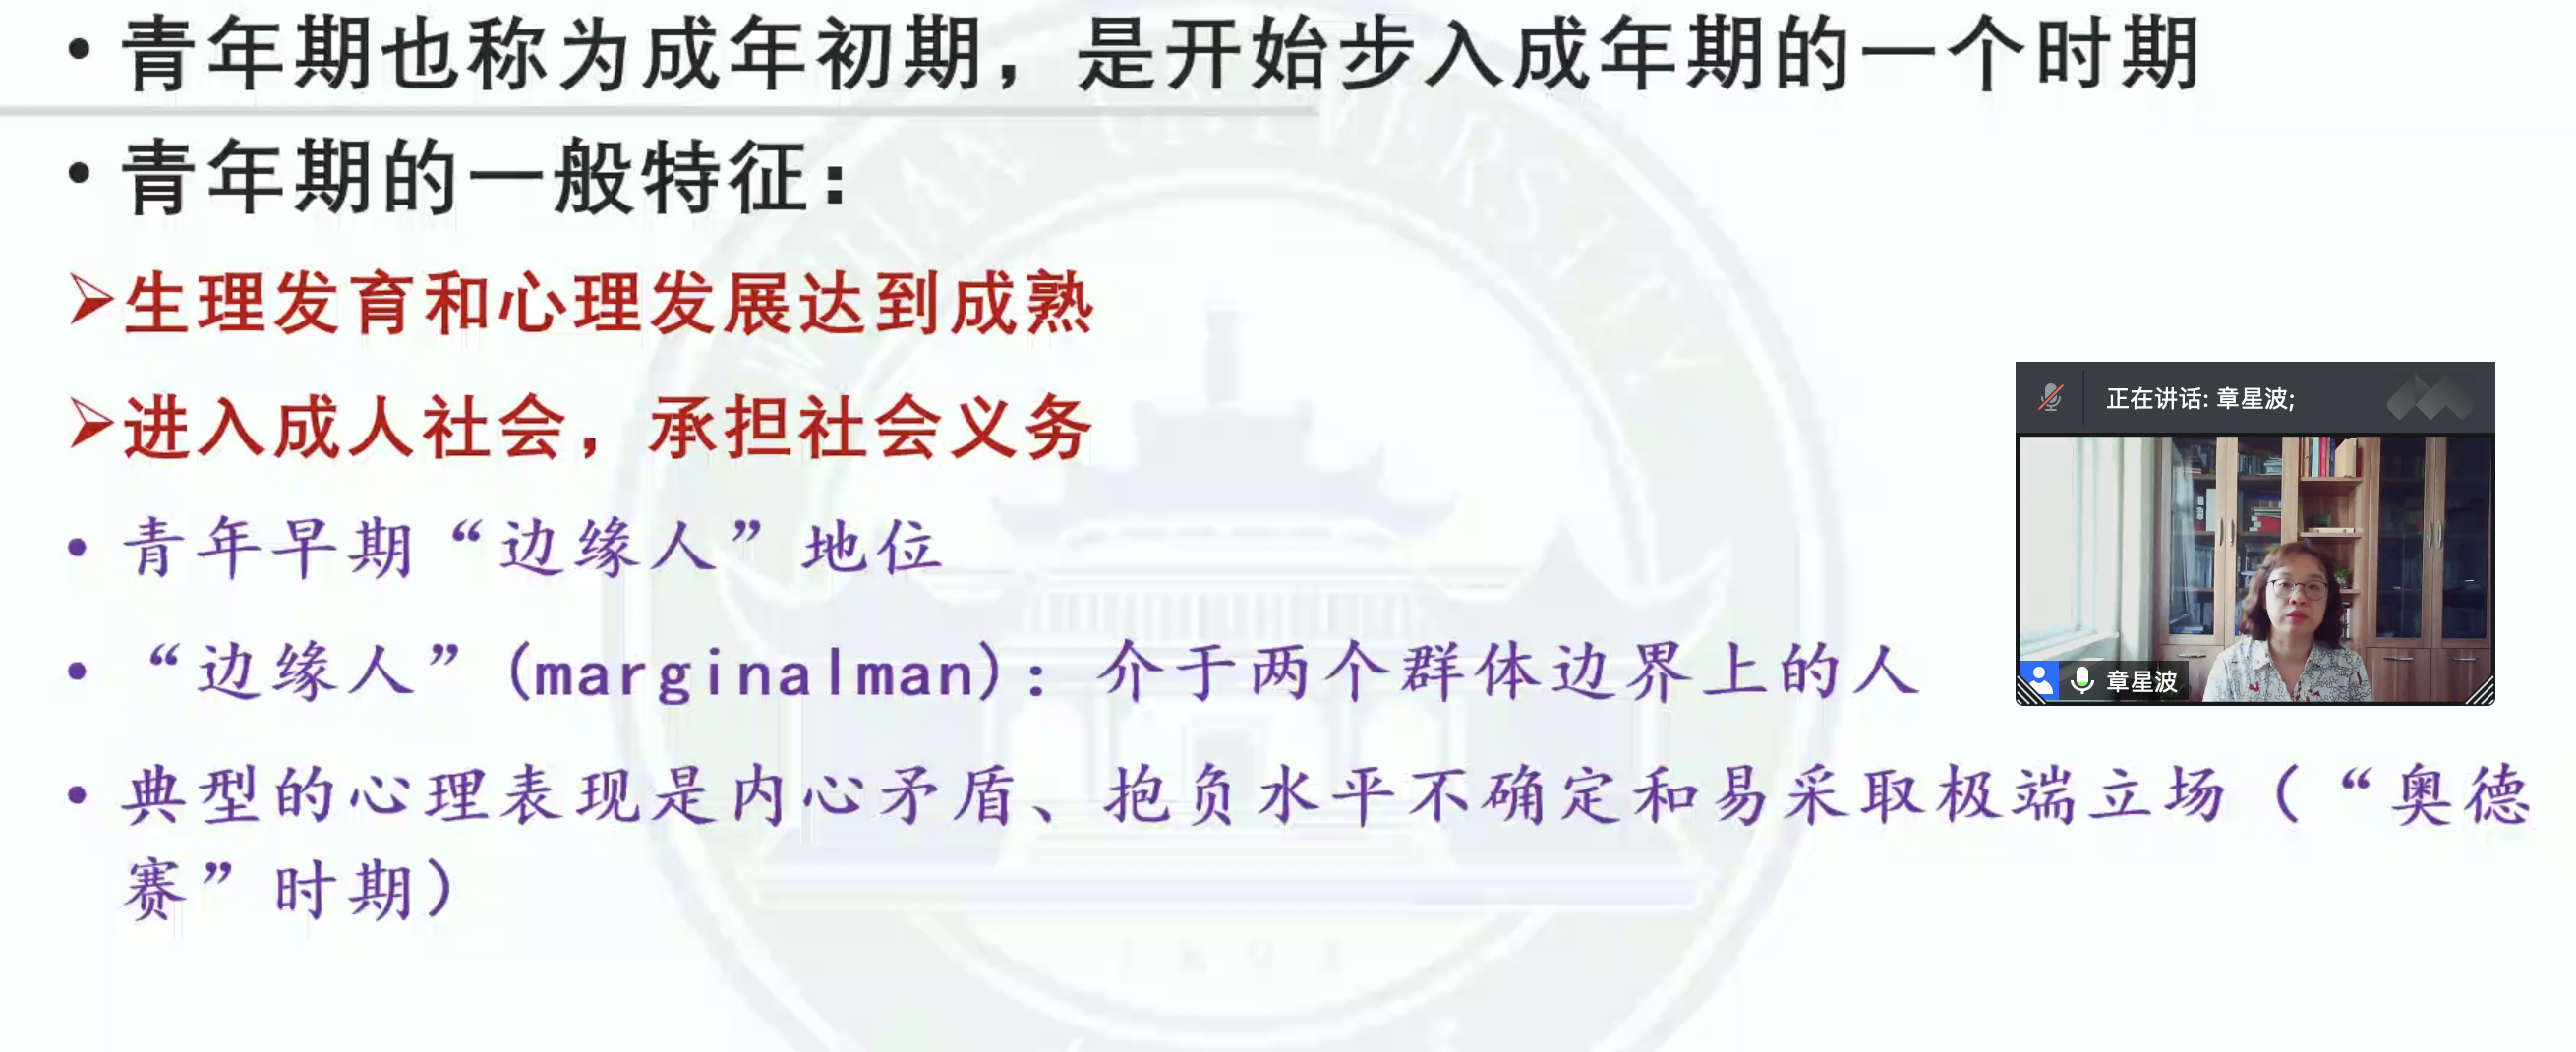 • 青年期也称为成年初期，是开始步入成年期的一个时期
• 青年期的一般特征：
➢生理发育和心理发展达到成熟
➢进入成人社会，承担社会义务
• 青年早期“边缘人”地位
• “边缘人”(marginalman)：介于两个群体边界上的人
• 典型的心理表现是内心矛盾、抱负水平不确定和易采取极端立场（“奥德
赛”时期）
正在讲话: 章星波;
章星波
WUHAN UNIVERSITY